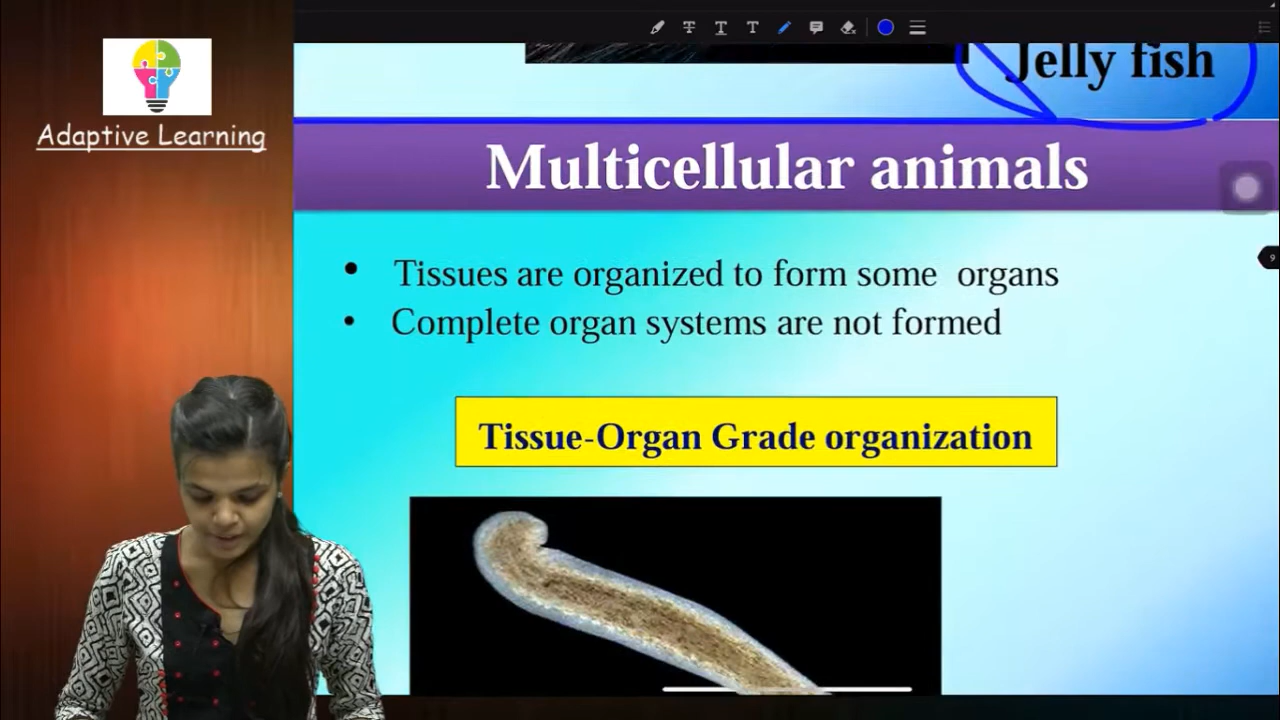 Adaptive Learning
Jelly fish
Multicellular animals
• Tissues are organized to form some organs
• Complete organ systems are not formed
Tissue-Organ Grade organization
T T T
9